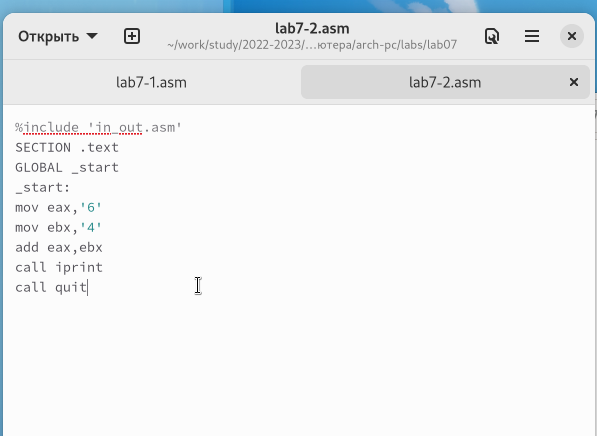 Открыть
lab7-2.asm
~/work/study/2022-2023/…ютера/arch-pc/labs/lab07
lab7-1.asm
lab7-2.asm
%include 'in_out.asm'
SECTION .text
GLOBAL _start
_start:
mov eax,'6'
mov ebx,'4'
add eax,ebx
call iprint
call quit